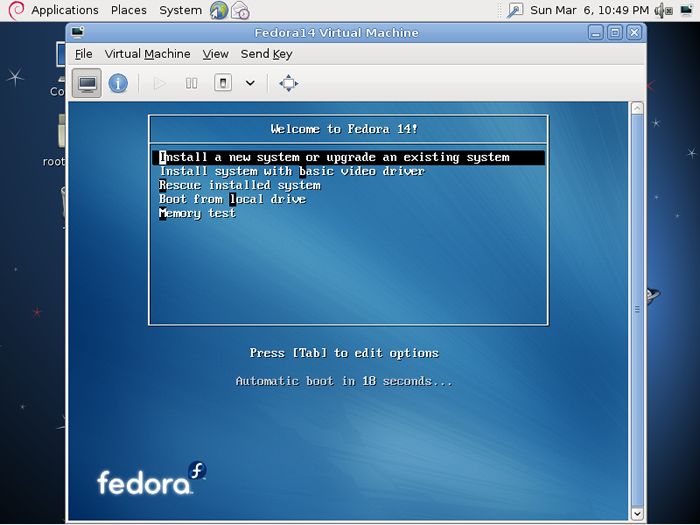 Applications Places System Sun Mar 6, 10:49 PM
Fedora14 Virtual Machine
File Virtual Machine View Send Key
Co
root
Welcome to Fedora 14!
Install a new system or upgrade an existing system
Install system with basic video driver
Rescue installed system
Boot from local drive
Memory test
Press [Tab] to edit options
Automatic boot in 18 seconds...
fedora